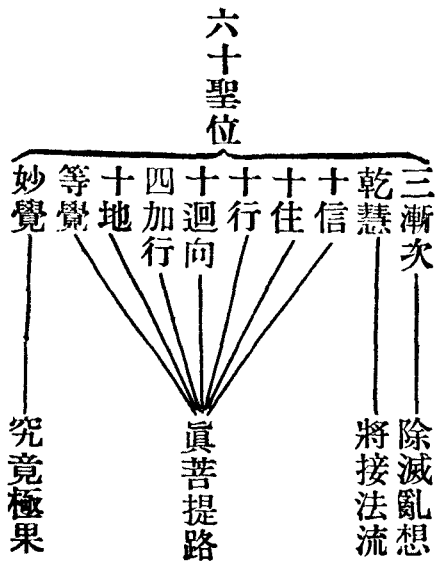 六十聖位
三漸次
乾慧
十信
十住
十行
十迴向
四加行
十地
等覺
妙覺
除滅亂想
將接法流
眞菩提路
究竟極果